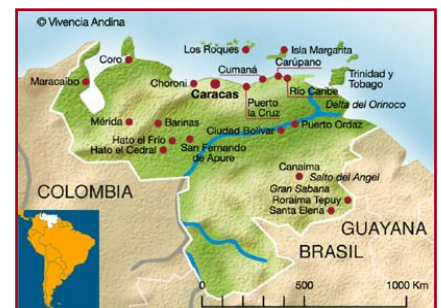 © Vivencia Andina
Los Roques
Isla Margarita
Coro
Cumaná
Carúpano
Trinidad y
Tobago
Maracaibo
Choroní
Caracas
Río Caribe
Puerto
la Cruz
Delta del Orinoco
Mérida
Barinas
Ciudad Bolívar
Puerto Ordaz
Hato el Frío
Hato el Cedral
San Fernando
de Apure
Canaima
Salto del Angel
Gran Sabana
Roraima Tepuy
Santa Elena
COLOMBIA
GUAYANA
BRASIL
0
500
1000 Km